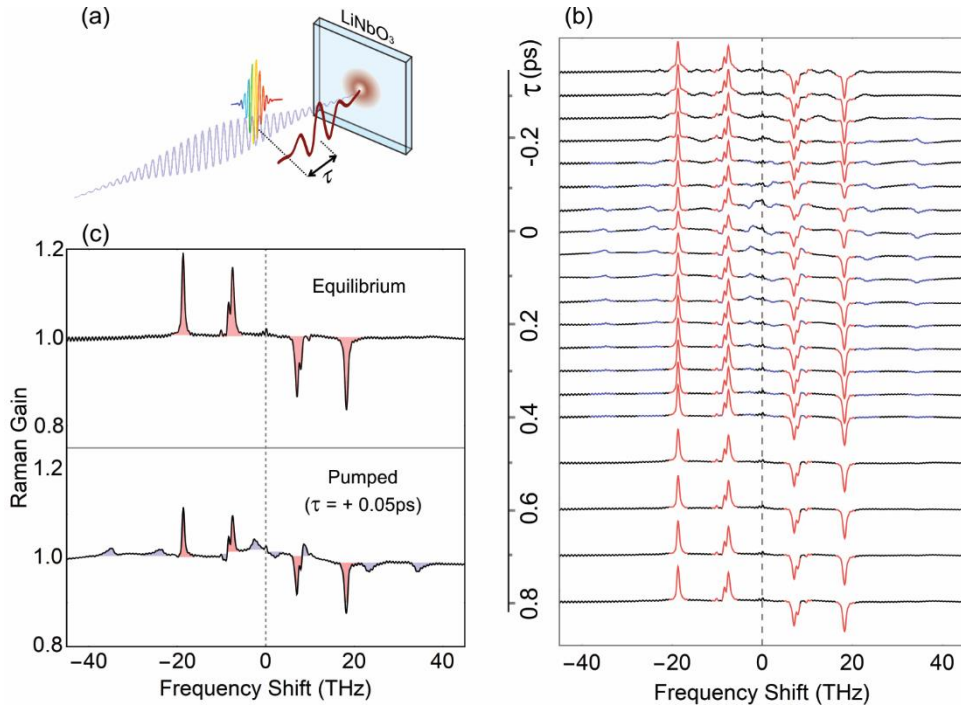 (a)
LiNbO₃
τ
(b)
τ (ps)
-0.2
0
0.2
0.4
0.6
0.8
−40 −20 0 20 40
Frequency Shift (THz)
(c)
1.2
Equilibrium
1.0
0.8
Raman Gain
1.2
Pumped
(τ = + 0.05ps)
1.0
0.8
−40 −20 0 20 40
Frequency Shift (THz)